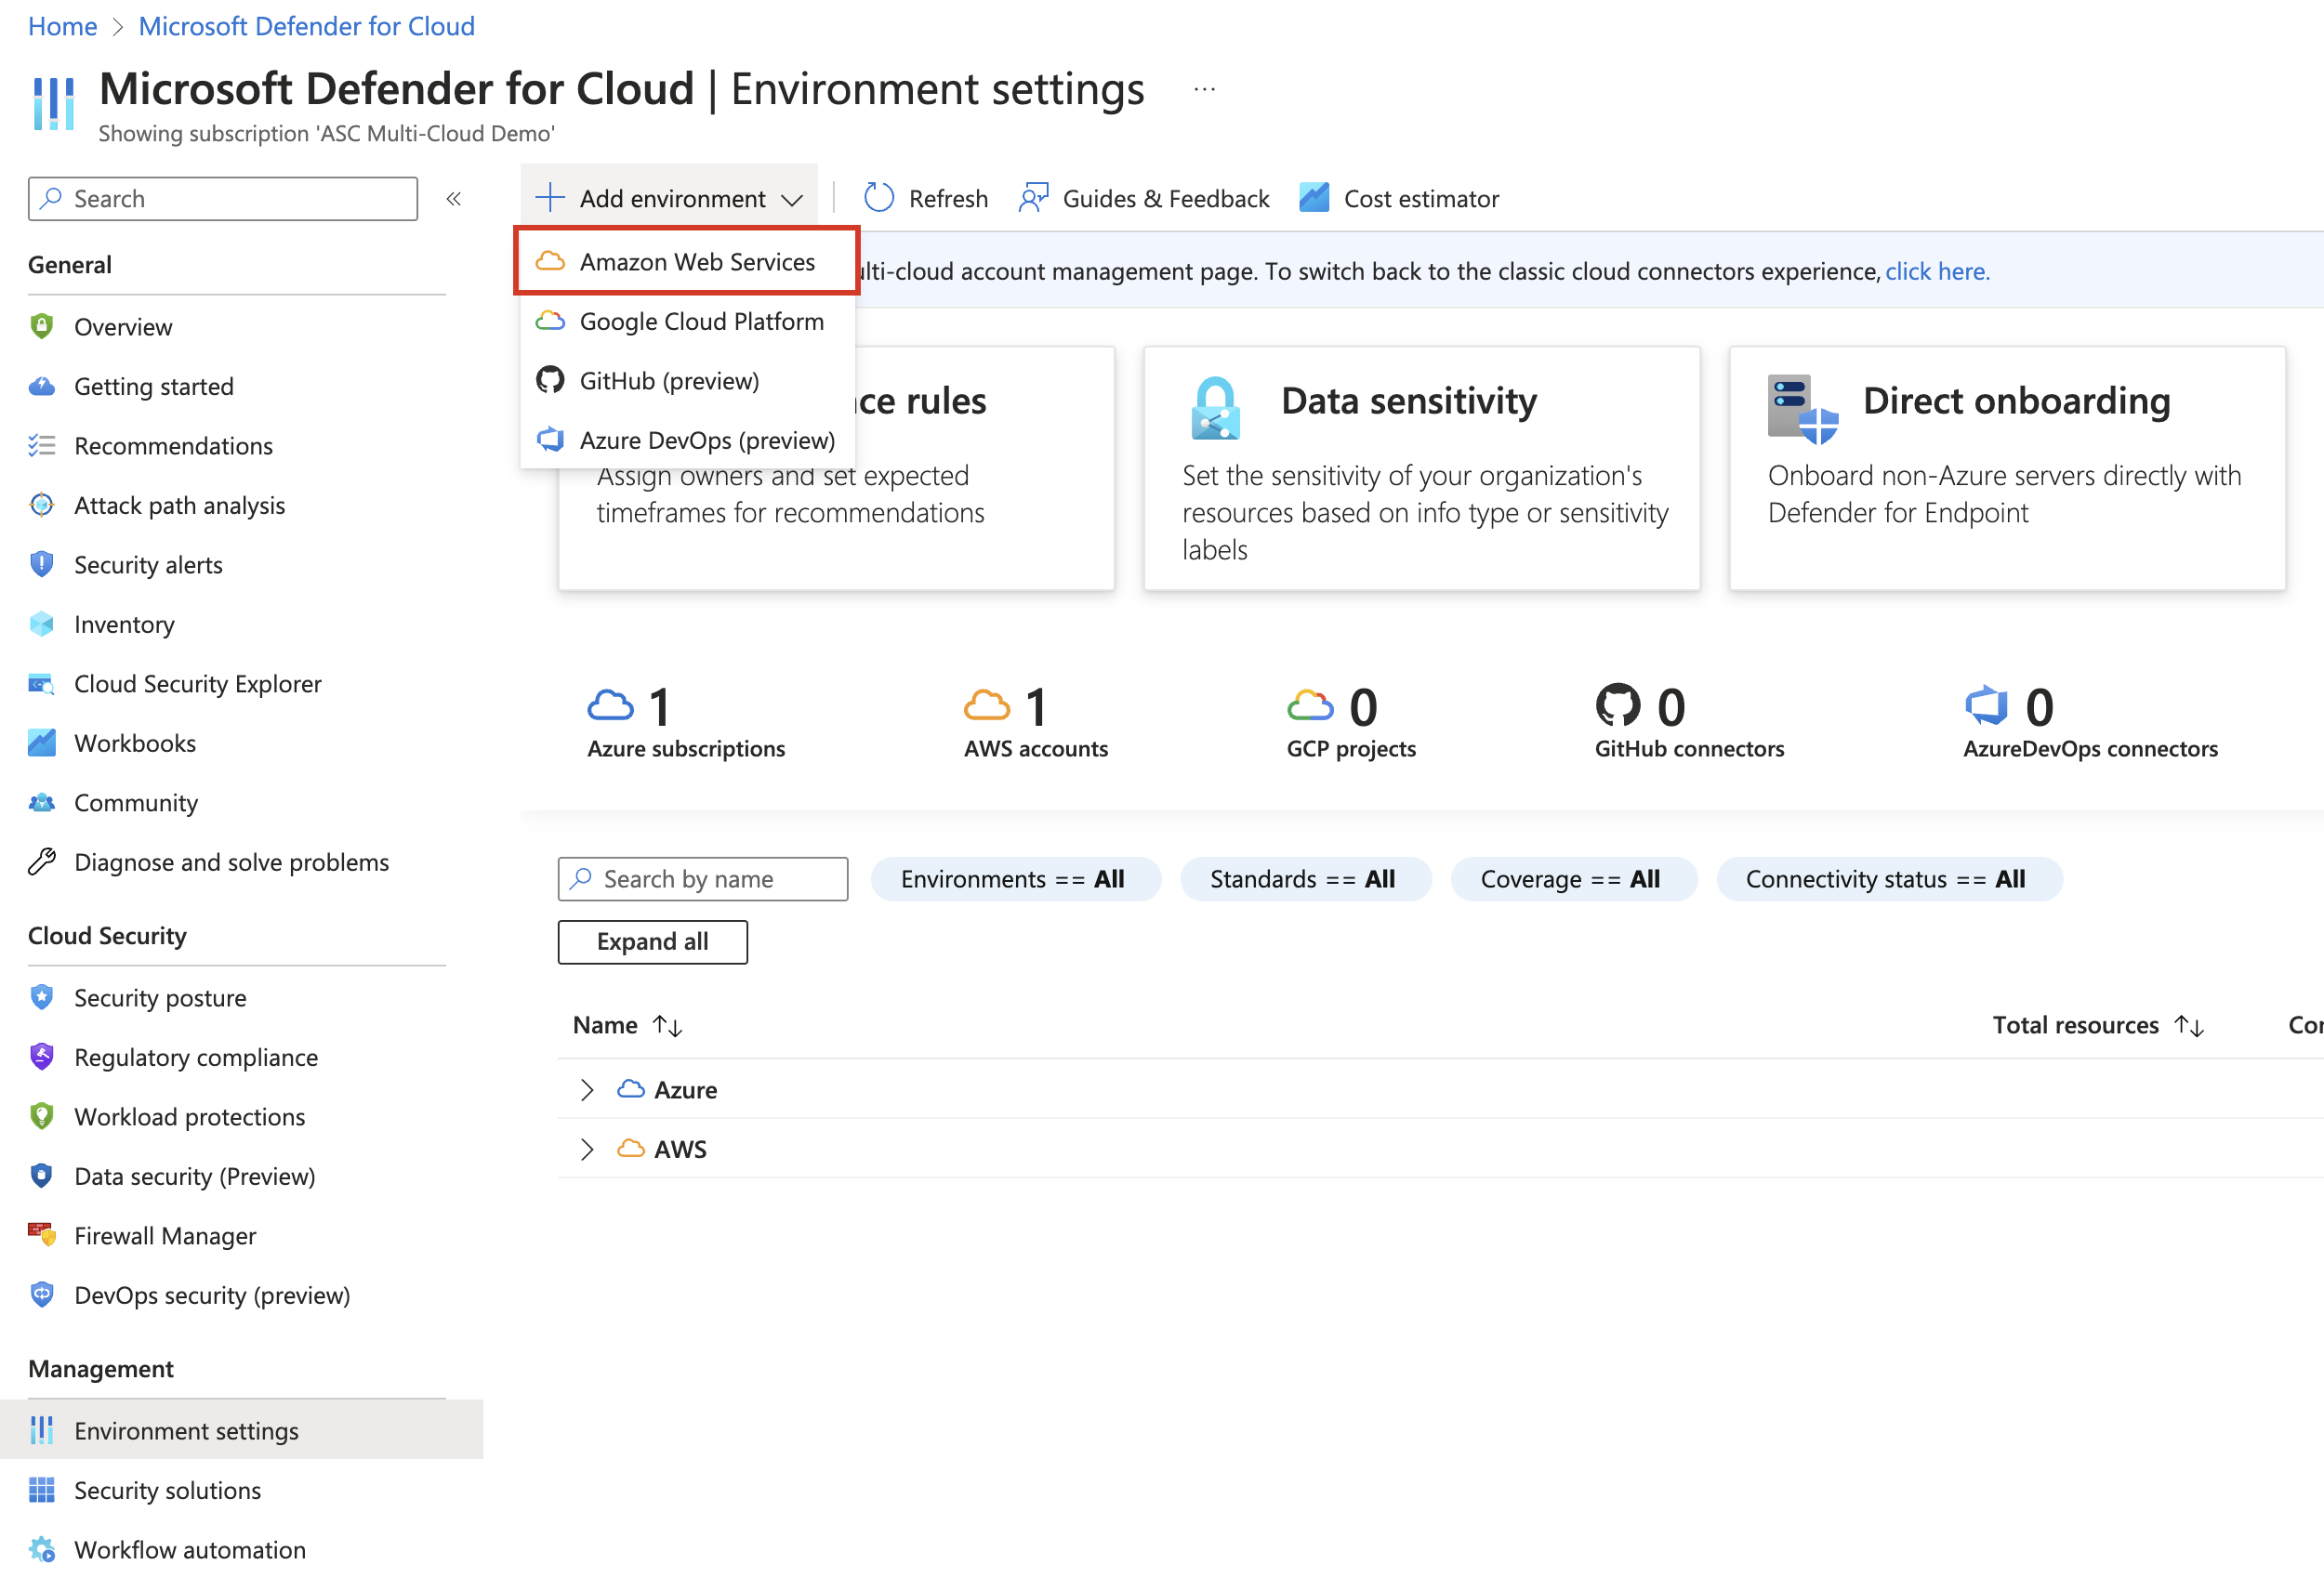 Home > Microsoft Defender for Cloud
Microsoft Defender for Cloud | Environment settings ...
Showing subscription 'ASC Multi-Cloud Demo'
Search «
Add environment
Refresh
Guides & Feedback
Cost estimator
Amazon Web Services
Google Cloud Platform
GitHub (preview)
Azure DevOps (preview)
lti-cloud account management page. To switch back to the classic cloud connectors experience, click here.
General
Overview
Getting started
Recommendations
Attack path analysis
Security alerts
Inventory
Cloud Security Explorer
Workbooks
Community
Diagnose and solve problems
Cloud Security
Security posture
Regulatory compliance
Workload protections
Data security (Preview)
Firewall Manager
DevOps security (preview)
Management
Environment settings
Security solutions
Workflow automation
ce rules
Assign owners and set expected
timeframes for recommendations
Data sensitivity
Set the sensitivity of your organization's
resources based on info type or sensitivity
labels
Direct onboarding
Onboard non-Azure servers directly with
Defender for Endpoint
1
Azure subscriptions
1
AWS accounts
0
GCP projects
0
GitHub connectors
0
AzureDevOps connectors
Search by name
Environments == All
Standards == All
Coverage == All
Connectivity status == All
Expand all
Name ↑↓
Total resources ↑↓
Con
Azure
AWS